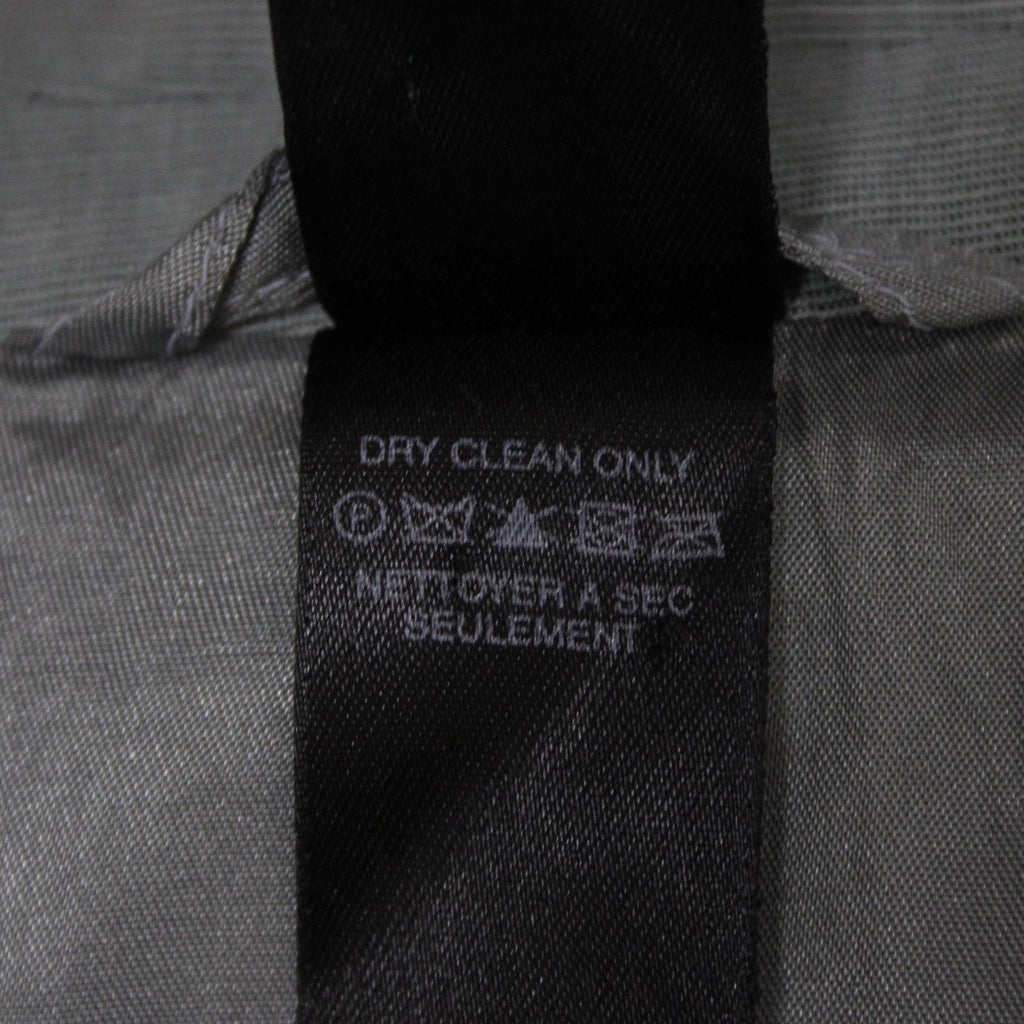 DRY CLEAN ONLY
P
NETTOYER A SEC
SEULEMENT